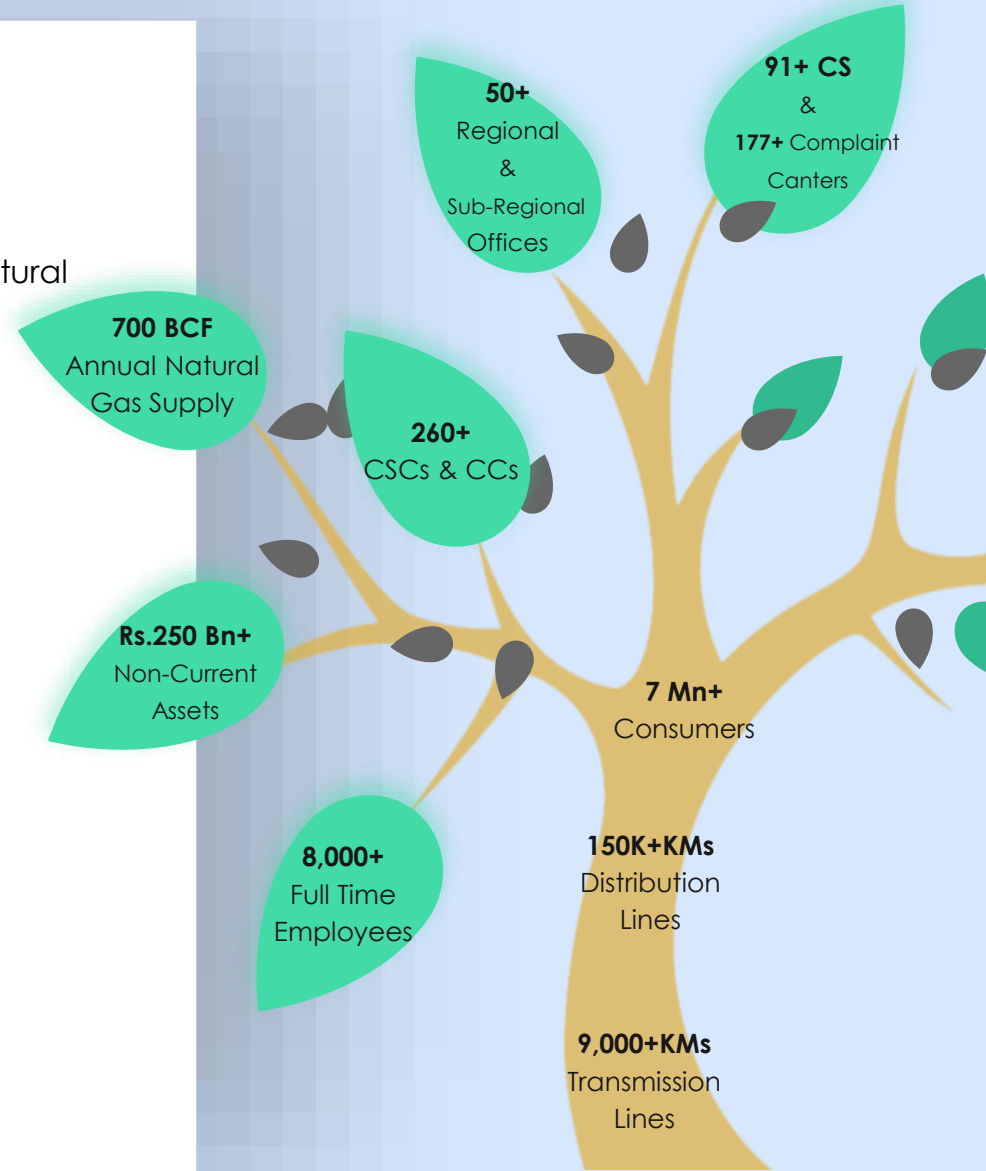 91+ CS
&
177+ Complaint
Canters
50+
Regional
&
Sub-Regional
Offices
tural
700 BCF
Annual Natural
Gas Supply
260+
CSCs & CCs
Rs.250 Bn+
Non-Current
Assets
7 Mn+
Consumers
8,000+
Full Time
Employees
150K+KMs
Distribution
Lines
9,000+KMs
Transmission
Lines